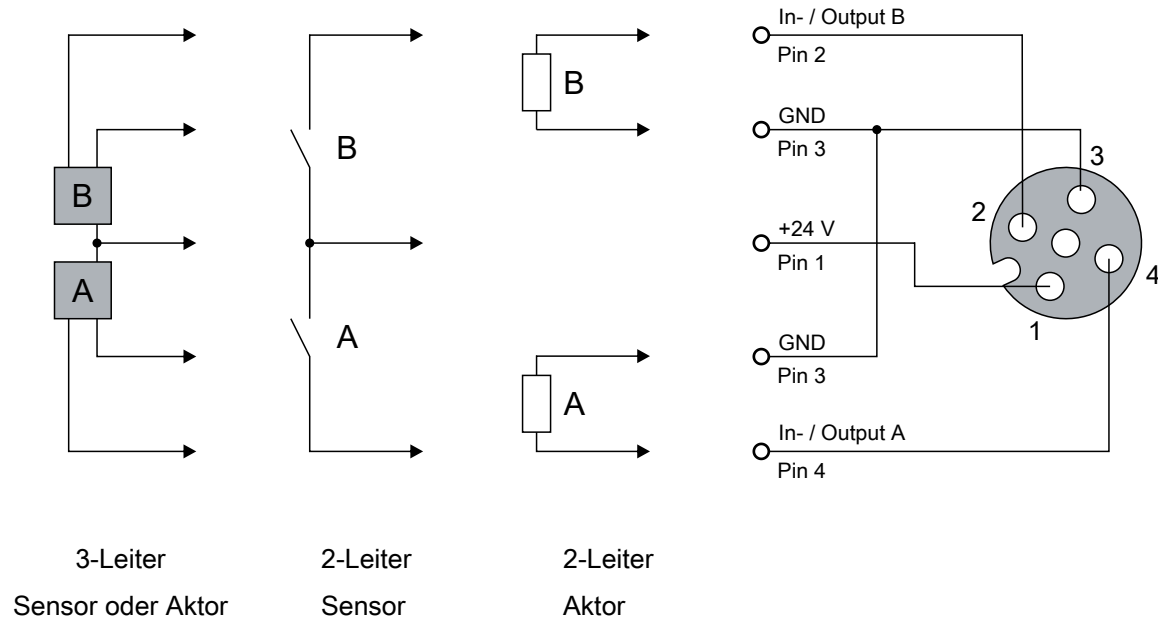 In- / Output B
Pin 2
B
GND
Pin 3
B
3
B
2
+24 V
Pin 1
A
4
1
A
GND
Pin 3
A
In- / Output A
Pin 4
3-Leiter
Sensor oder Aktor
2-Leiter
Sensor
2-Leiter
Aktor